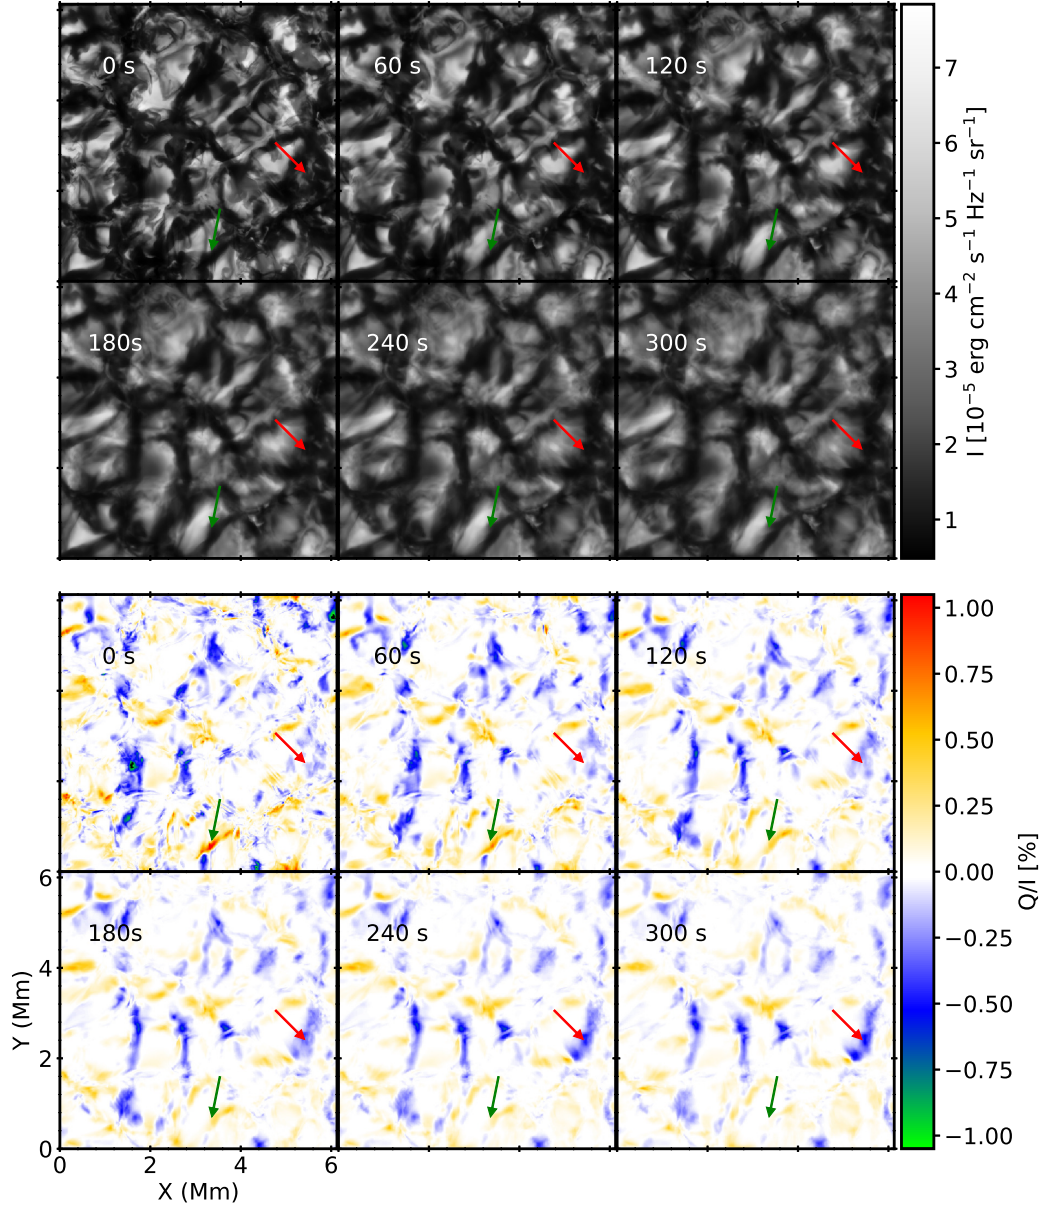 0 s
60 s
120 s
180s
240 s
300 s
7
6
5
4
3
2
1
I [10⁻⁵ erg cm⁻² s⁻¹ Hz⁻¹ sr⁻¹]
0 s
60 s
120 s
180s
240 s
300 s
1.00
0.75
0.50
0.25
0.00
−0.25
−0.50
−0.75
−1.00
Q/I [%]
6
4
2
0
Y (Mm)
0 2 4 6
X (Mm)